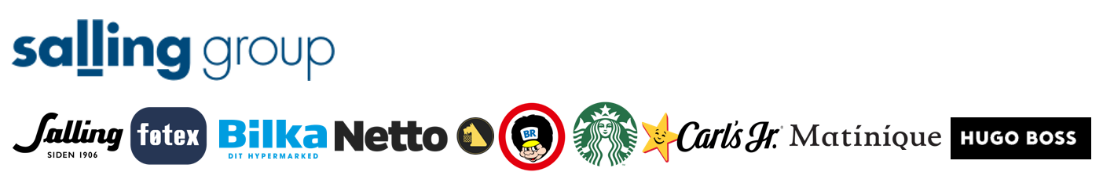 salling group
Salling
SIDEN 1906
føtex
Bilka
DIT HYPERMARKED
Netto
BR
Carl's Jr.
Matinique
HUGO BOSS